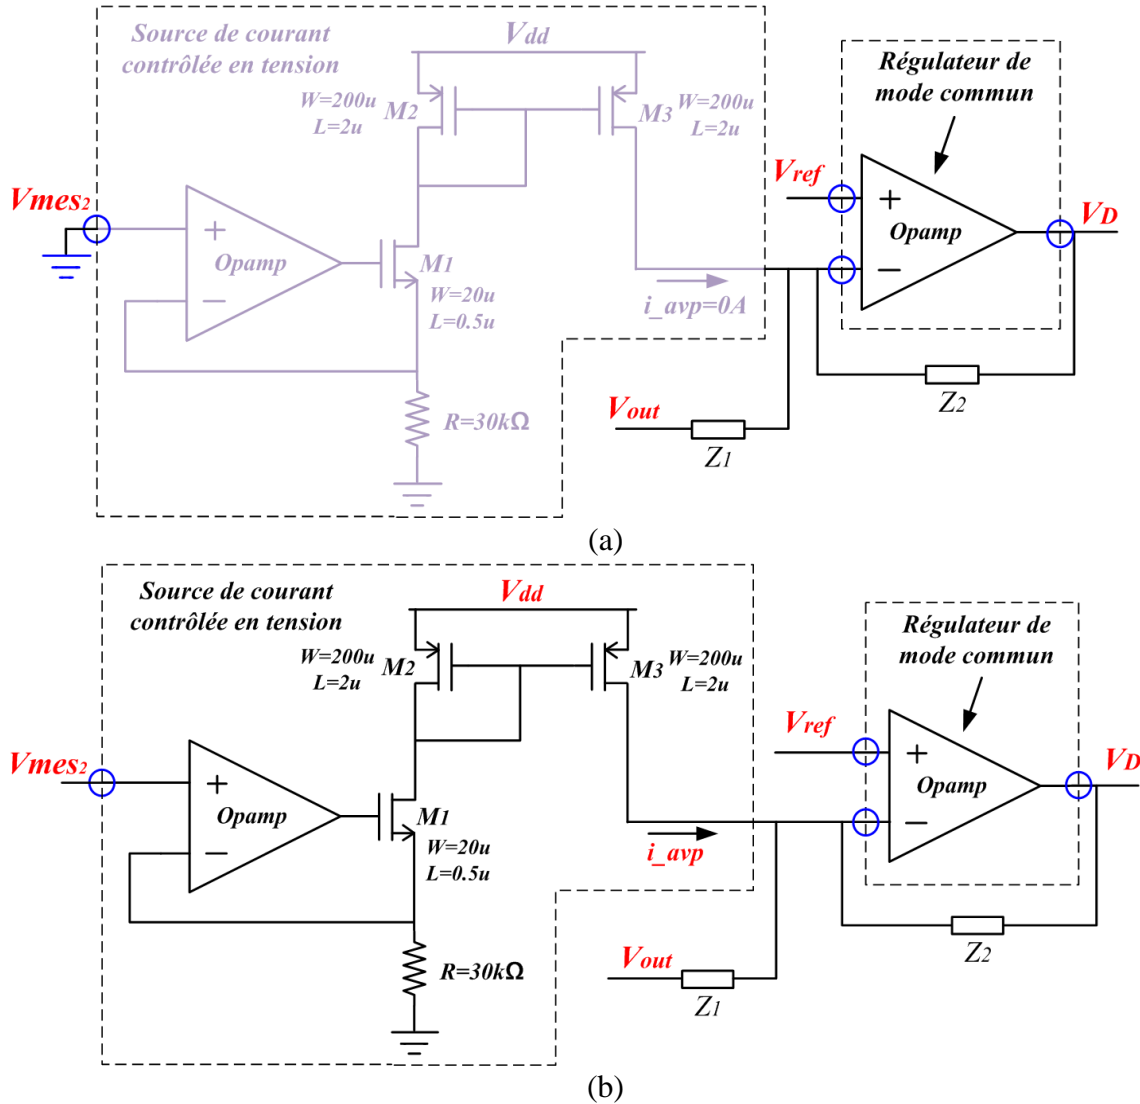 Source de courant
contrôlée en tension
Vdd
W=200u
L=2u
M2
M3
W=200u
L=2u
Régulateur de
mode commun
Vmes2
+
Opamp
−
M1
W=20u
L=0.5u
i_avp=0A
Vref
+
Opamp
−
VD
R=30kΩ
Vout
Z1
Z2
(a)
Source de courant
contrôlée en tension
Vdd
W=200u
L=2u
M2
M3
W=200u
L=2u
Régulateur de
mode commun
Vmes2
+
Opamp
−
M1
W=20u
L=0.5u
i_avp
Vref
+
Opamp
−
VD
R=30kΩ
Vout
Z1
Z2
(b)